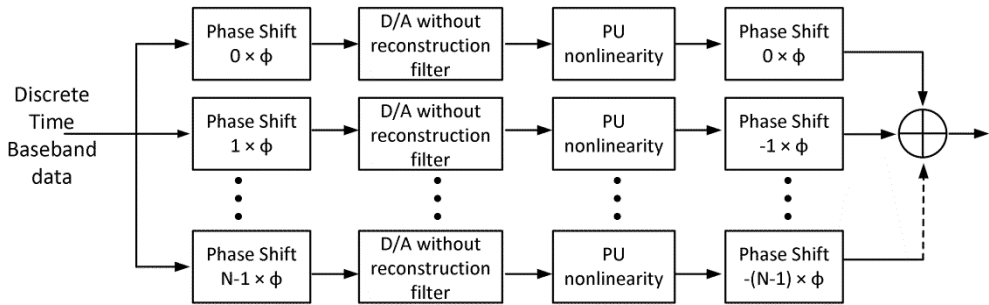 Discrete
Time
Baseband
data
Phase Shift
0 × ϕ
D/A without
reconstruction
filter
PU
nonlinearity
Phase Shift
0 × ϕ
Phase Shift
1 × ϕ
D/A without
reconstruction
filter
PU
nonlinearity
Phase Shift
-1 × ϕ
Phase Shift
N-1 × ϕ
D/A without
reconstruction
filter
PU
nonlinearity
Phase Shift
-(N-1) × ϕ